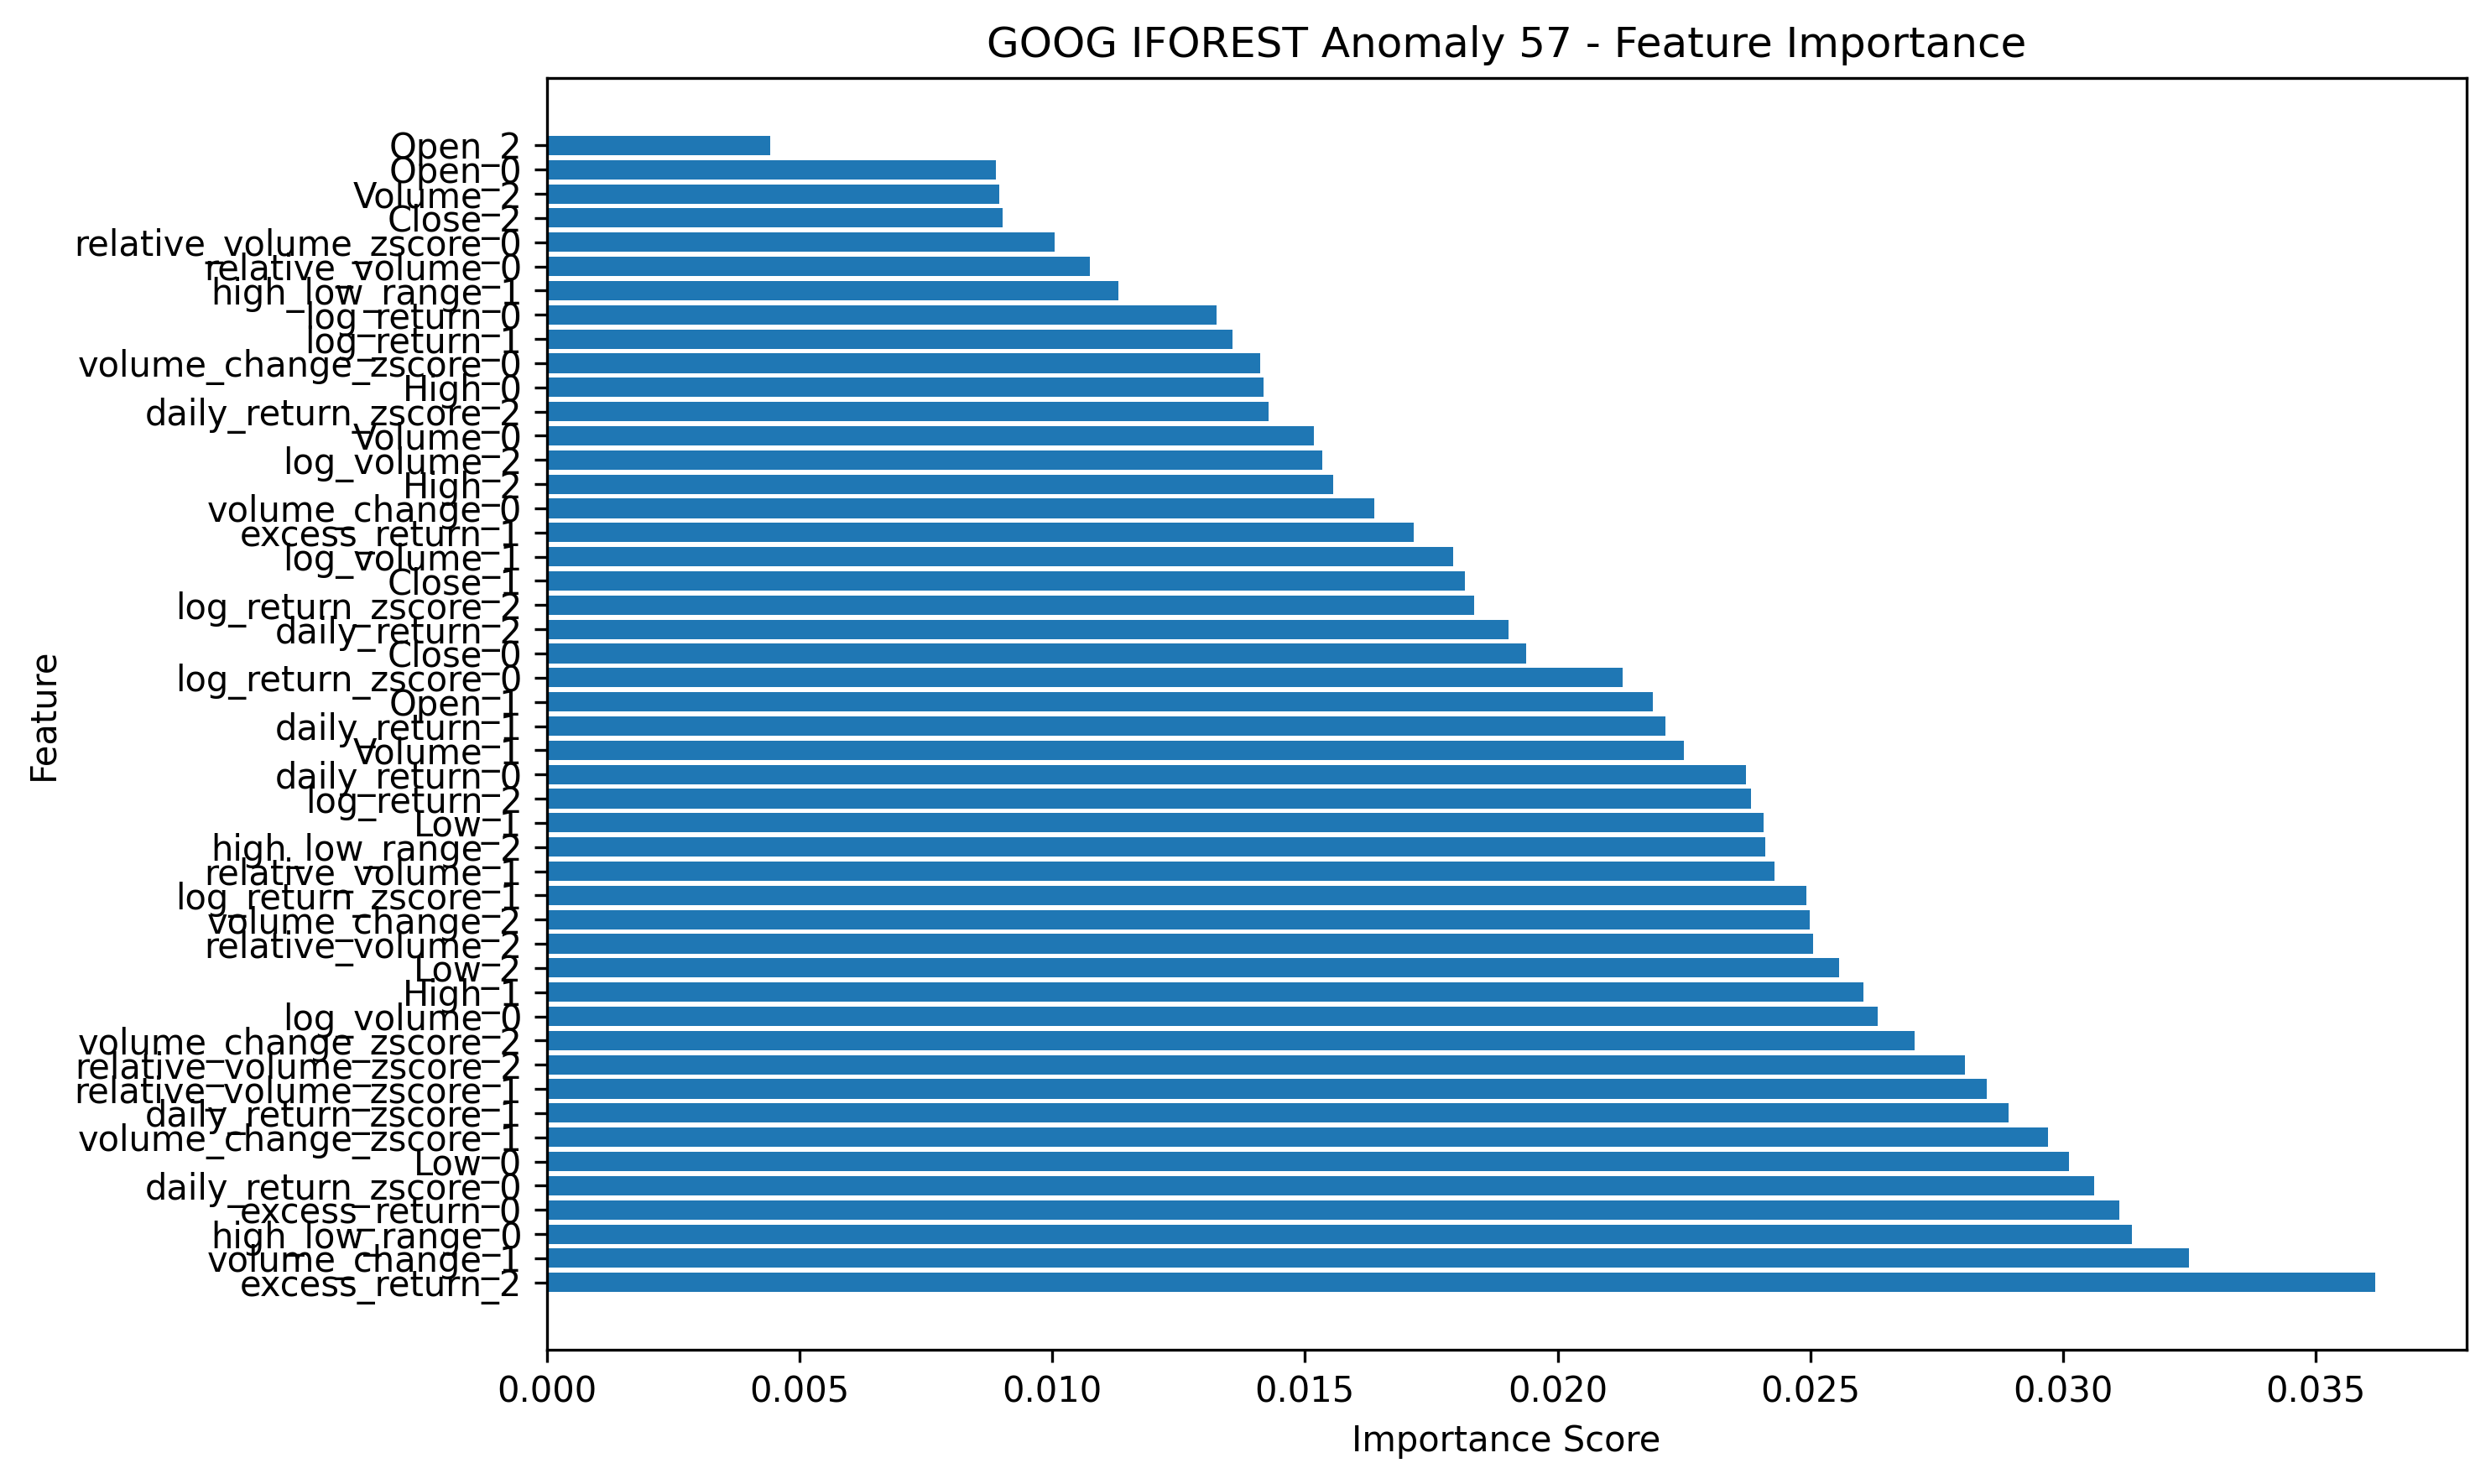 GOOG IFOREST Anomaly 57 - Feature Importance
Open_2
Open_0
Volume_2
Close_2
relative_volume_zscore_0
relative_volume_0
high_low_range_1
log_return_0
log_return_1
volume_change_zscore_0
High_0
daily_return_zscore_2
Volume_0
log_volume_2
High_2
volume_change_0
excess_return_1
log_volume_1
Close_1
log_return_zscore_2
daily_return_2
Close_0
log_return_zscore_0
Open_1
daily_return_1
Volume_1
daily_return_0
log_return_2
Low_1
high_low_range_2
relative_volume_1
log_return_zscore_1
volume_change_2
relative_volume_2
Low_2
High_1
log_volume_0
volume_change_zscore_2
relative_volume_zscore_2
relative_volume_zscore_1
daily_return_zscore_1
volume_change_zscore_1
Low_0
daily_return_zscore_0
excess_return_0
high_low_range_0
volume_change_1
excess_return_2
Feature
0.000 0.005 0.010 0.015 0.020 0.025 0.030 0.035
Importance Score